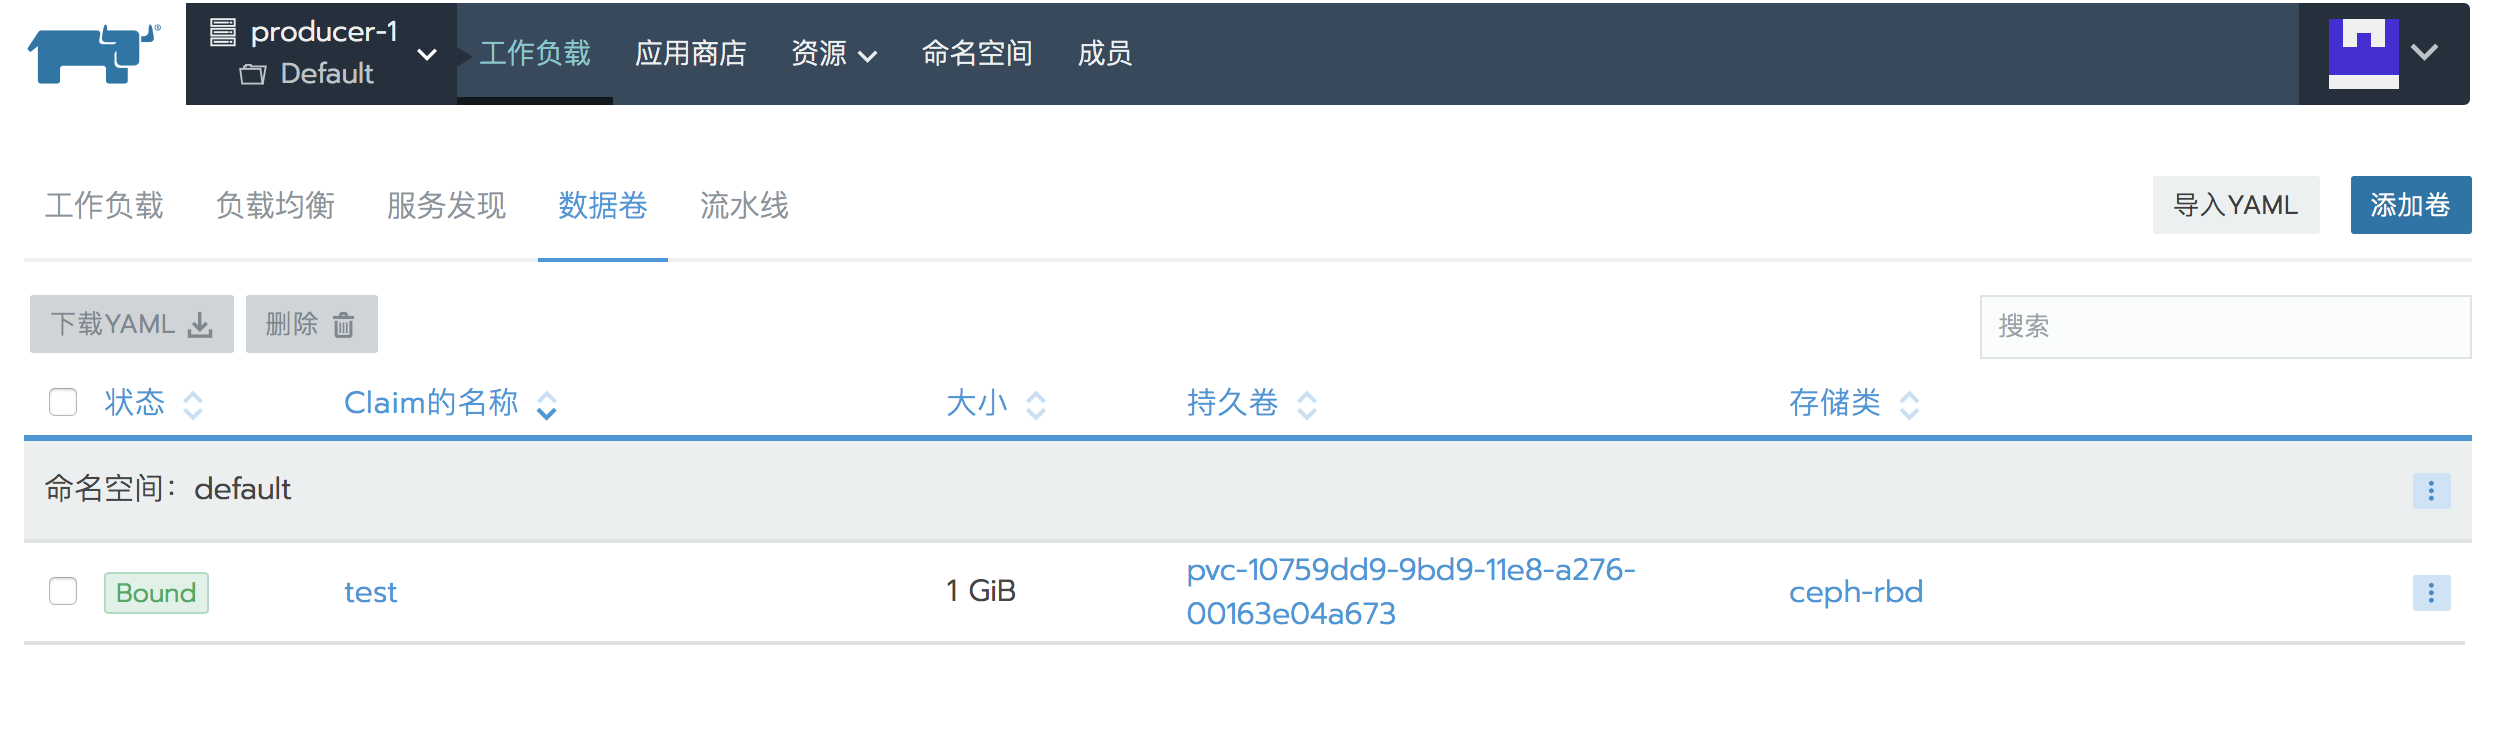 producer-1
Default
工作负载 应用商店 资源 命名空间 成员
工作负载 负载均衡 服务发现 数据卷 流水线 导入YAML 添加卷
下载YAML 删除 搜索
状态 Claim的名称 大小 持久卷 存储类
命名空间：default
Bound test 1 GiB pvc-10759dd9-9bd9-11e8-a276-
00163e04a673 ceph-rbd